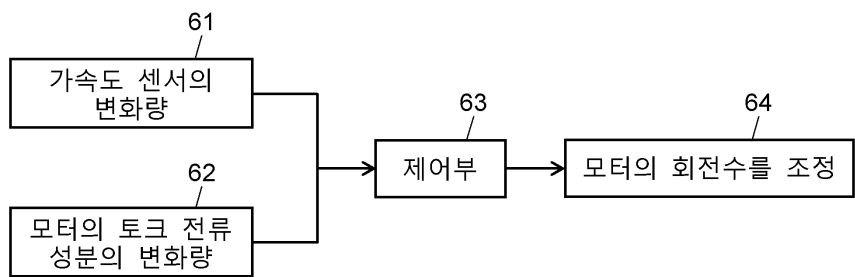 61
가속도 센서의
변화량
62
모터의 토크 전류
성분의 변화량
63
제어부
64
모터의 회전수를 조정